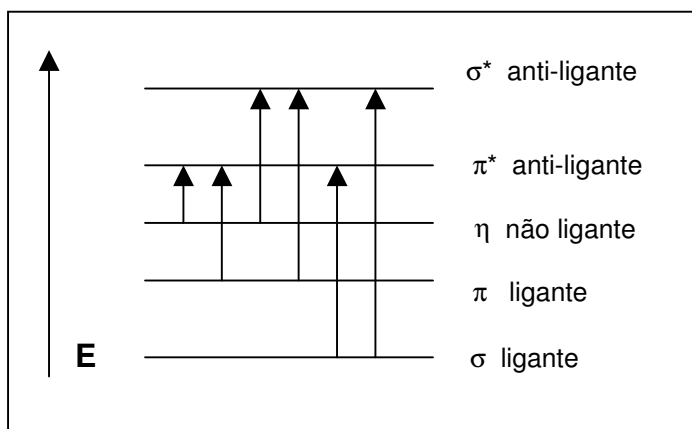 σ* anti-ligante
π* anti-ligante
η não ligante
π ligante
E
σ ligante